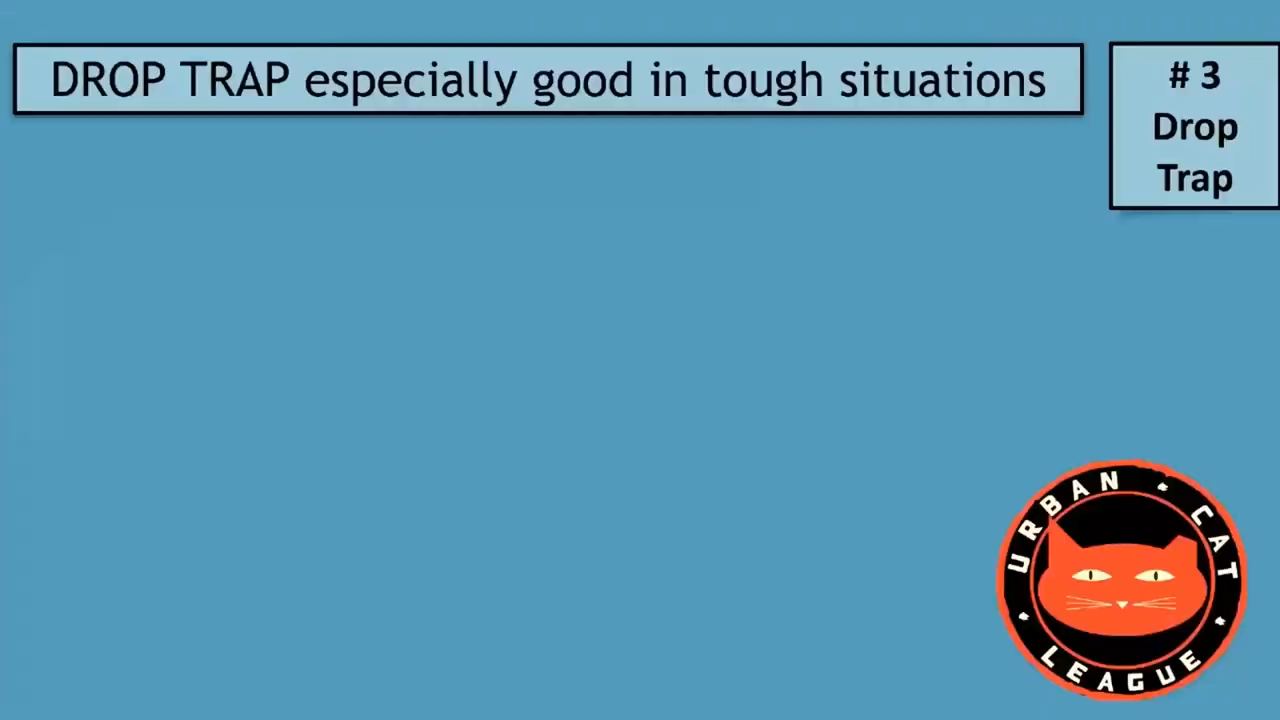 DROP TRAP especially good in tough situations
# 3
Drop
Trap
URBAN • CAT
• LEAGUE •